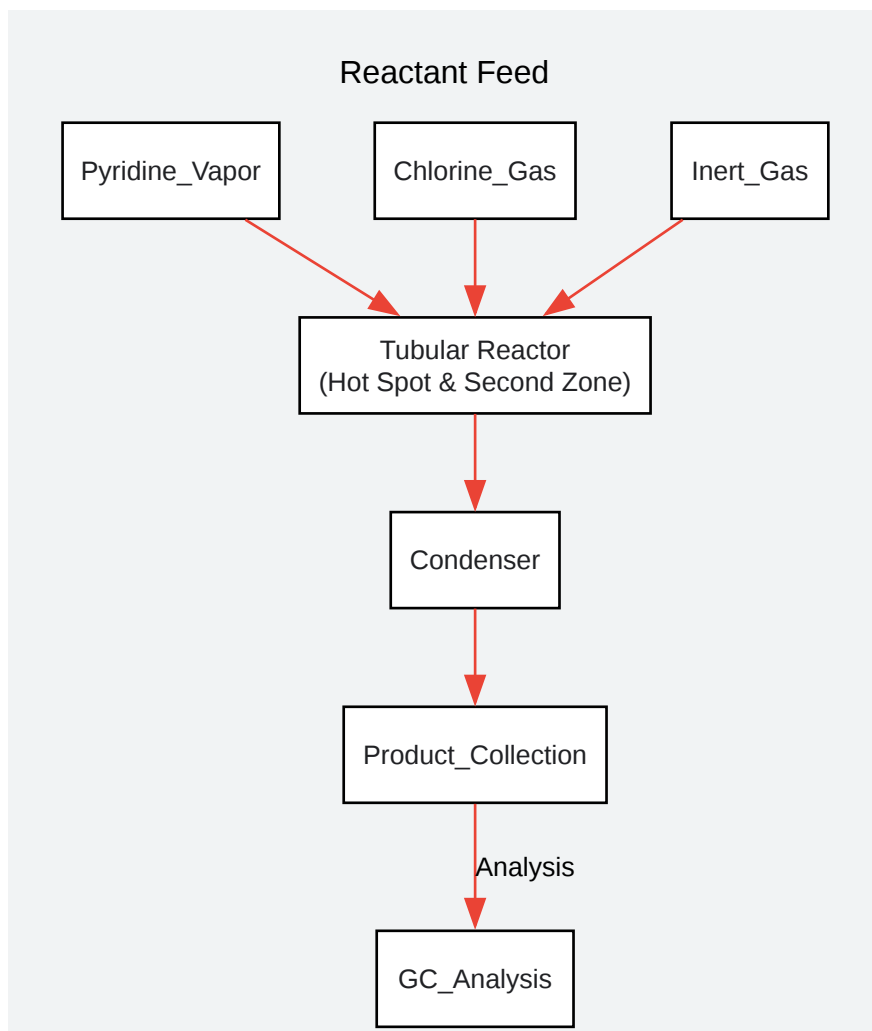 Reactant Feed
Pyridine_Vapor
Chlorine_Gas
Inert_Gas
Tubular Reactor
(Hot Spot & Second Zone)
Condenser
Product_Collection
Analysis
GC_Analysis